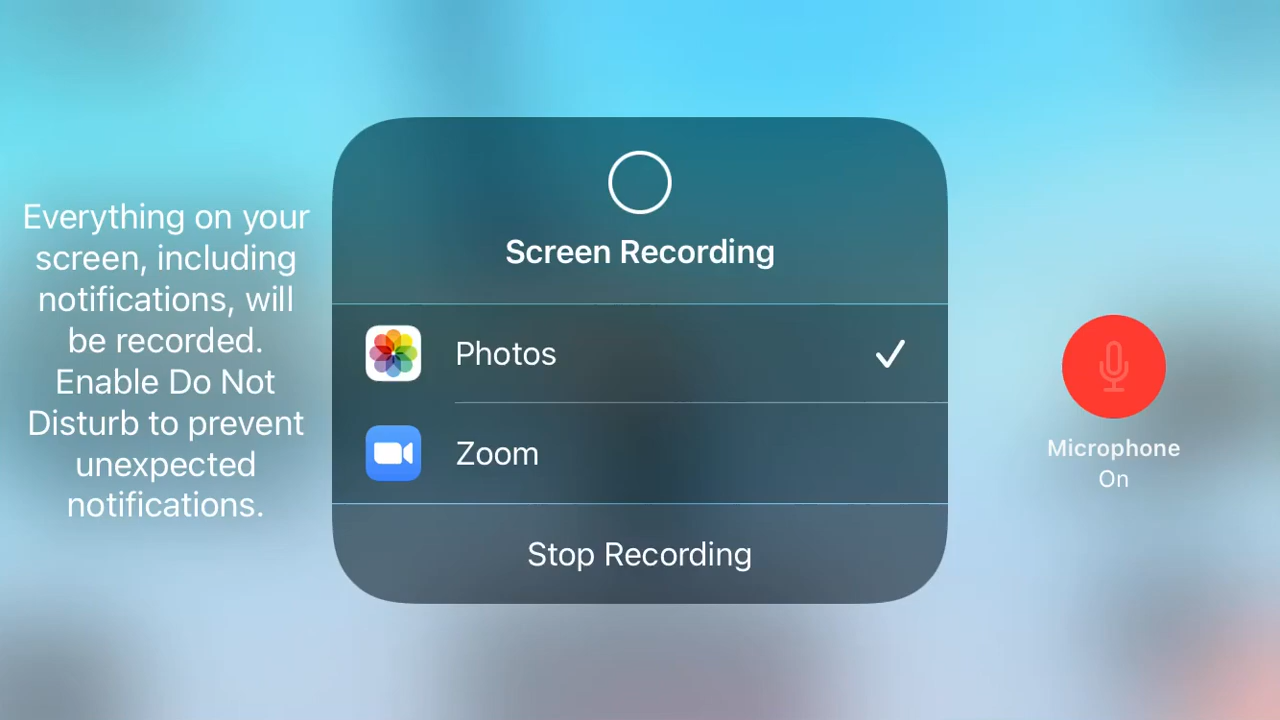 Everything on your
screen, including
notifications, will
be recorded.
Enable Do Not
Disturb to prevent
unexpected
notifications.
Screen Recording
Photos
Zoom
Stop Recording
Microphone
On